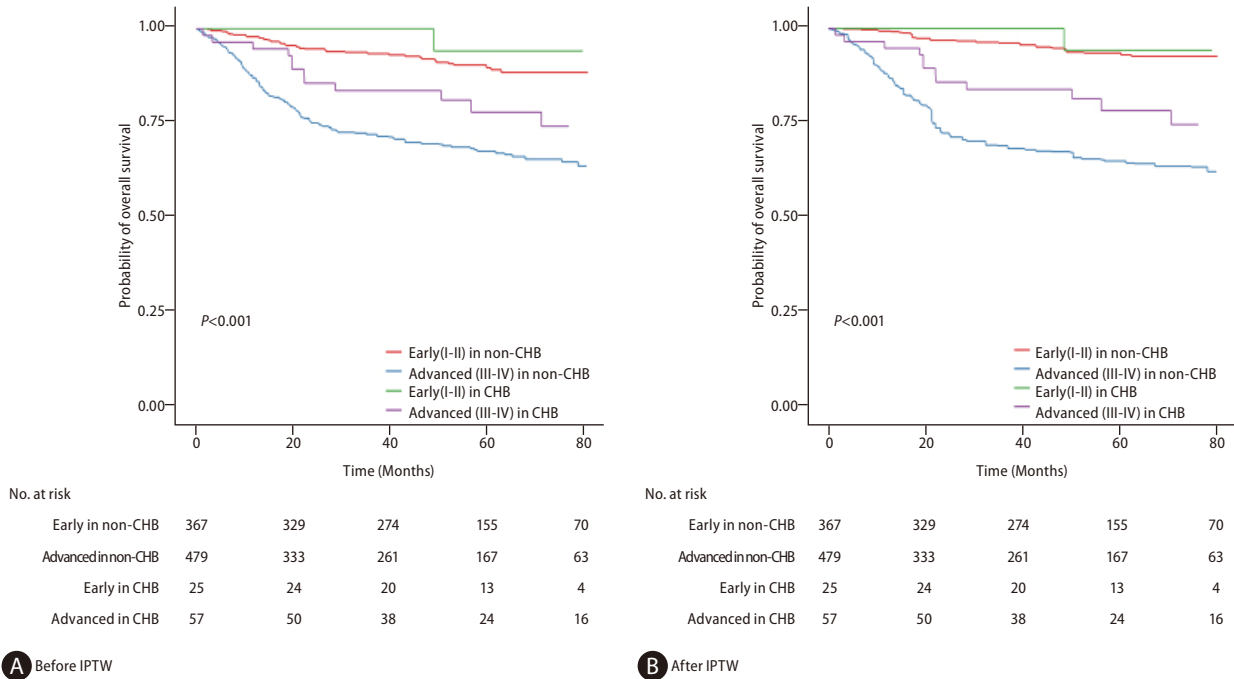 1.00
0.75
0.50
0.25
0.00
Probability of overall survival
P<0.001
Early(I-II) in non-CHB
Advanced (III-IV) in non-CHB
Early(I-II) in CHB
Advanced (III-IV) in CHB
0 20 40 60 80
Time (Months)
No. at risk
Early in non-CHB 367 329 274 155 70
Advanced in non-CHB 479 333 261 167 63
Early in CHB 25 24 20 13 4
Advanced in CHB 57 50 38 24 16
A Before IPTW
1.00
0.75
0.50
0.25
0.00
Probability of overall survival
P<0.001
Early(I-II) in non-CHB
Advanced (III-IV) in non-CHB
Early(I-II) in CHB
Advanced (III-IV) in CHB
0 20 40 60 80
Time (Months)
No. at risk
Early in non-CHB 367 329 274 155 70
Advanced in non-CHB 479 333 261 167 63
Early in CHB 25 24 20 13 4
Advanced in CHB 57 50 38 24 16
B After IPTW